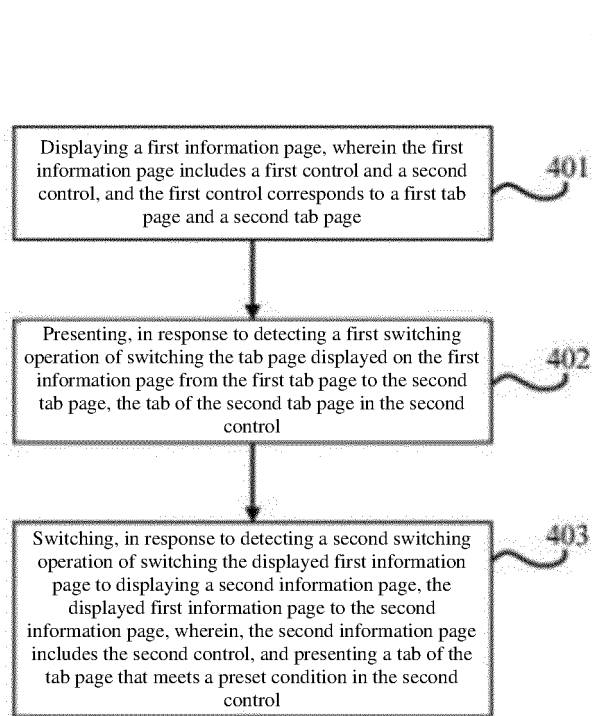 Displaying a first information page, wherein the first
information page includes a first control and a second
control, and the first control corresponds to a first tab
page and a second tab page
401
Presenting, in response to detecting a first switching
operation of switching the tab page displayed on the first
information page from the first tab page to the second
tab page, the tab of the second tab page in the second
control
402
Switching, in response to detecting a second switching
operation of switching the displayed first information
page to displaying a second information page, the
displayed first information page to the second
information page, wherein, the second information page
includes the second control, and presenting a tab of the
tab page that meets a preset condition in the second
control
403